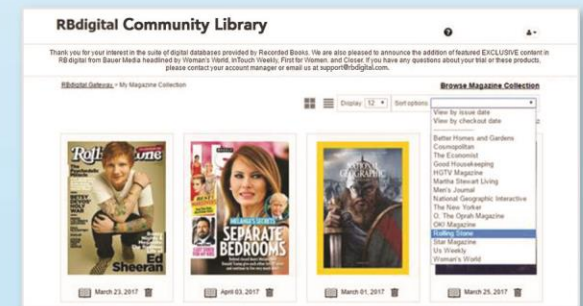 RBdigital Community Library
Thank you for your interest in the suite of digital databases provided by Recorded Books. We are also pleased to announce the addition of featured EXCLUSIVE content in
RBdigital from Bauer Media headlined by Woman's World, InTouch Weekly, First for Women, and Closer. If you have any questions about your trial or these products,
please contact your account manager or email us at support@rbdigital.com.
RBdigital Gateway > My Magazine Collection
Browse Magazine Collection
Display 12 Sort options
View by issue date
View by checkout date
Better Homes and Gardens
Cosmopolitan
The Economist
Good Housekeeping
HGTV Magazine
Martha Stewart Living
Men's Journal
National Geographic Interactive
The New Yorker
O, The Oprah Magazine
OK! Magazine
Rolling Stone
Star Magazine
Us Weekly
Woman's World
Rolling Stone
Ed
Sheeran
MELANIA'S SECRETS
SEPARATE
BEDROOMS
NATIONAL
GEOGRAPHIC
March 23, 2017
April 03, 2017
March 01, 2017
March 25, 2017